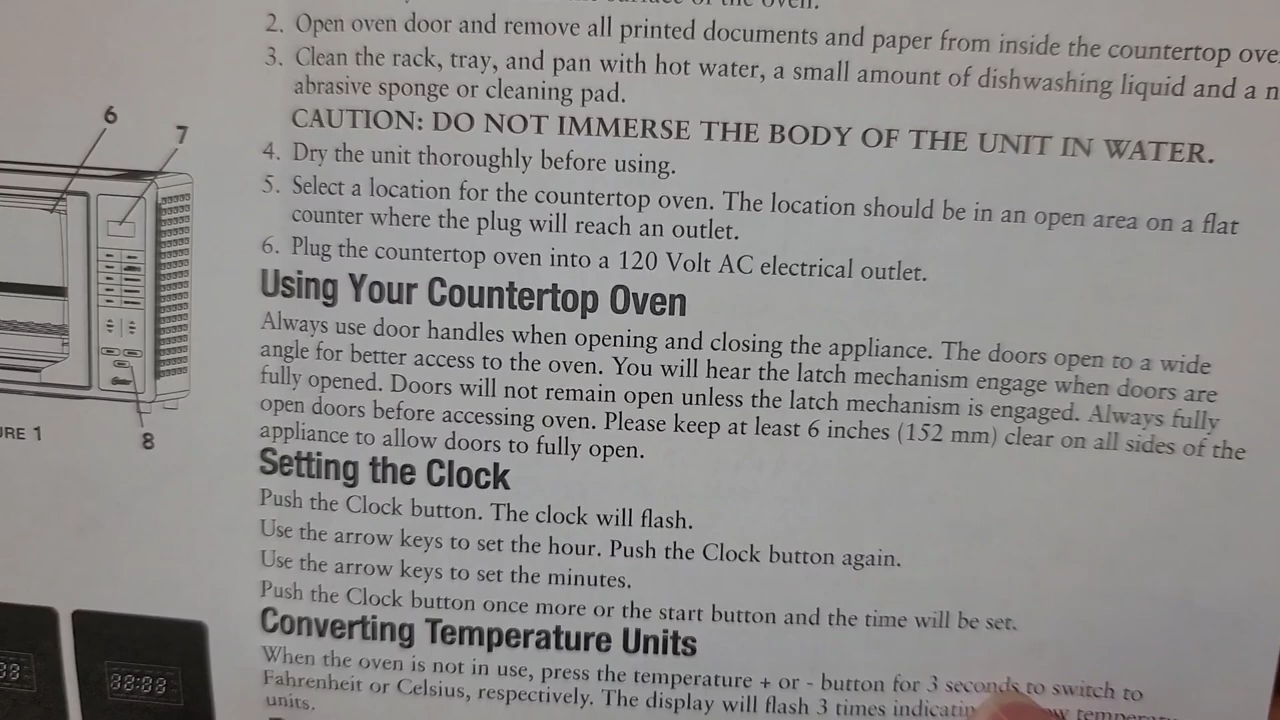 of the oven.
2. Open oven door and remove all printed documents and paper from inside the countertop
3. Clean the rack, tray, and pan with hot water, a small amount of dishwashing liquid and a
abrasive sponge or cleaning pad.
CAUTION: DO NOT IMMERSE THE BODY OF THE UNIT IN WATER.
4. Dry the unit thoroughly before using.
5. Select a location for the countertop oven. The location should be in an open area on a flat
counter where the plug will reach an outlet.
6. Plug the countertop oven into a 120 Volt AC electrical outlet.
Using Your Countertop Oven
Always use door handles when opening and closing the appliance. The doors open to a wide
angle for better access to the oven. You will hear the latch mechanism engage when doors are
fully opened. Doors will not remain open unless the latch mechanism is engaged. Always fully
open doors before accessing oven. Please keep at least 6 inches (152 mm) clear on all sides of the
appliance to allow doors to fully open.
Setting the Clock
Push the Clock button. The clock will flash.
Use the arrow keys to set the hour. Push the Clock button again.
Use the arrow keys to set the minutes.
Push the Clock button once more or the start button and the time will be set.
Converting Temperature Units
When the oven is not in use, press the temperature + or - button for 3 seconds to switch to
Fahrenheit or Celsius, respectively. The display will flash 3 times
units.
6
7
8
URE 1
88:88